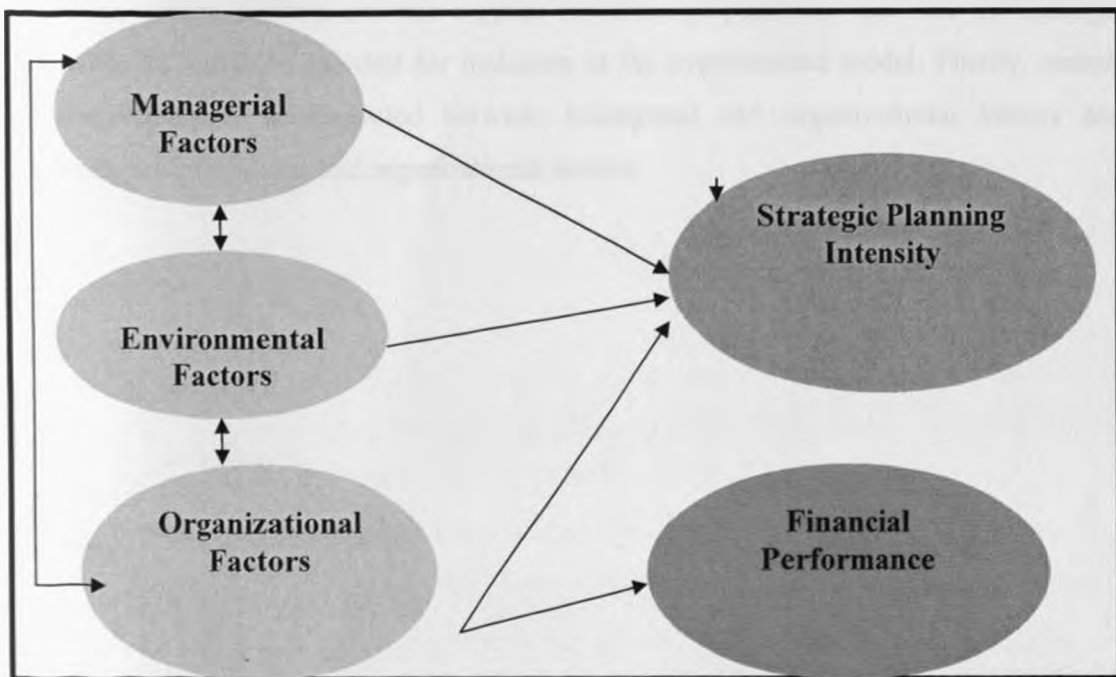 Managerial
Factors
Strategic Planning
Intensity
Environmental
Factors
Organizational
Factors
Financial
Performance